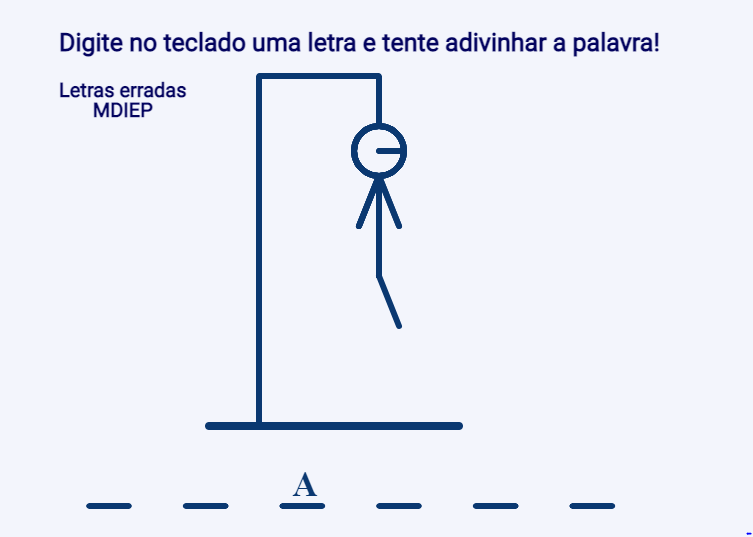 Digite no teclado uma letra e tente adivinhar a palavra!
Letras erradas
MDIEP
A